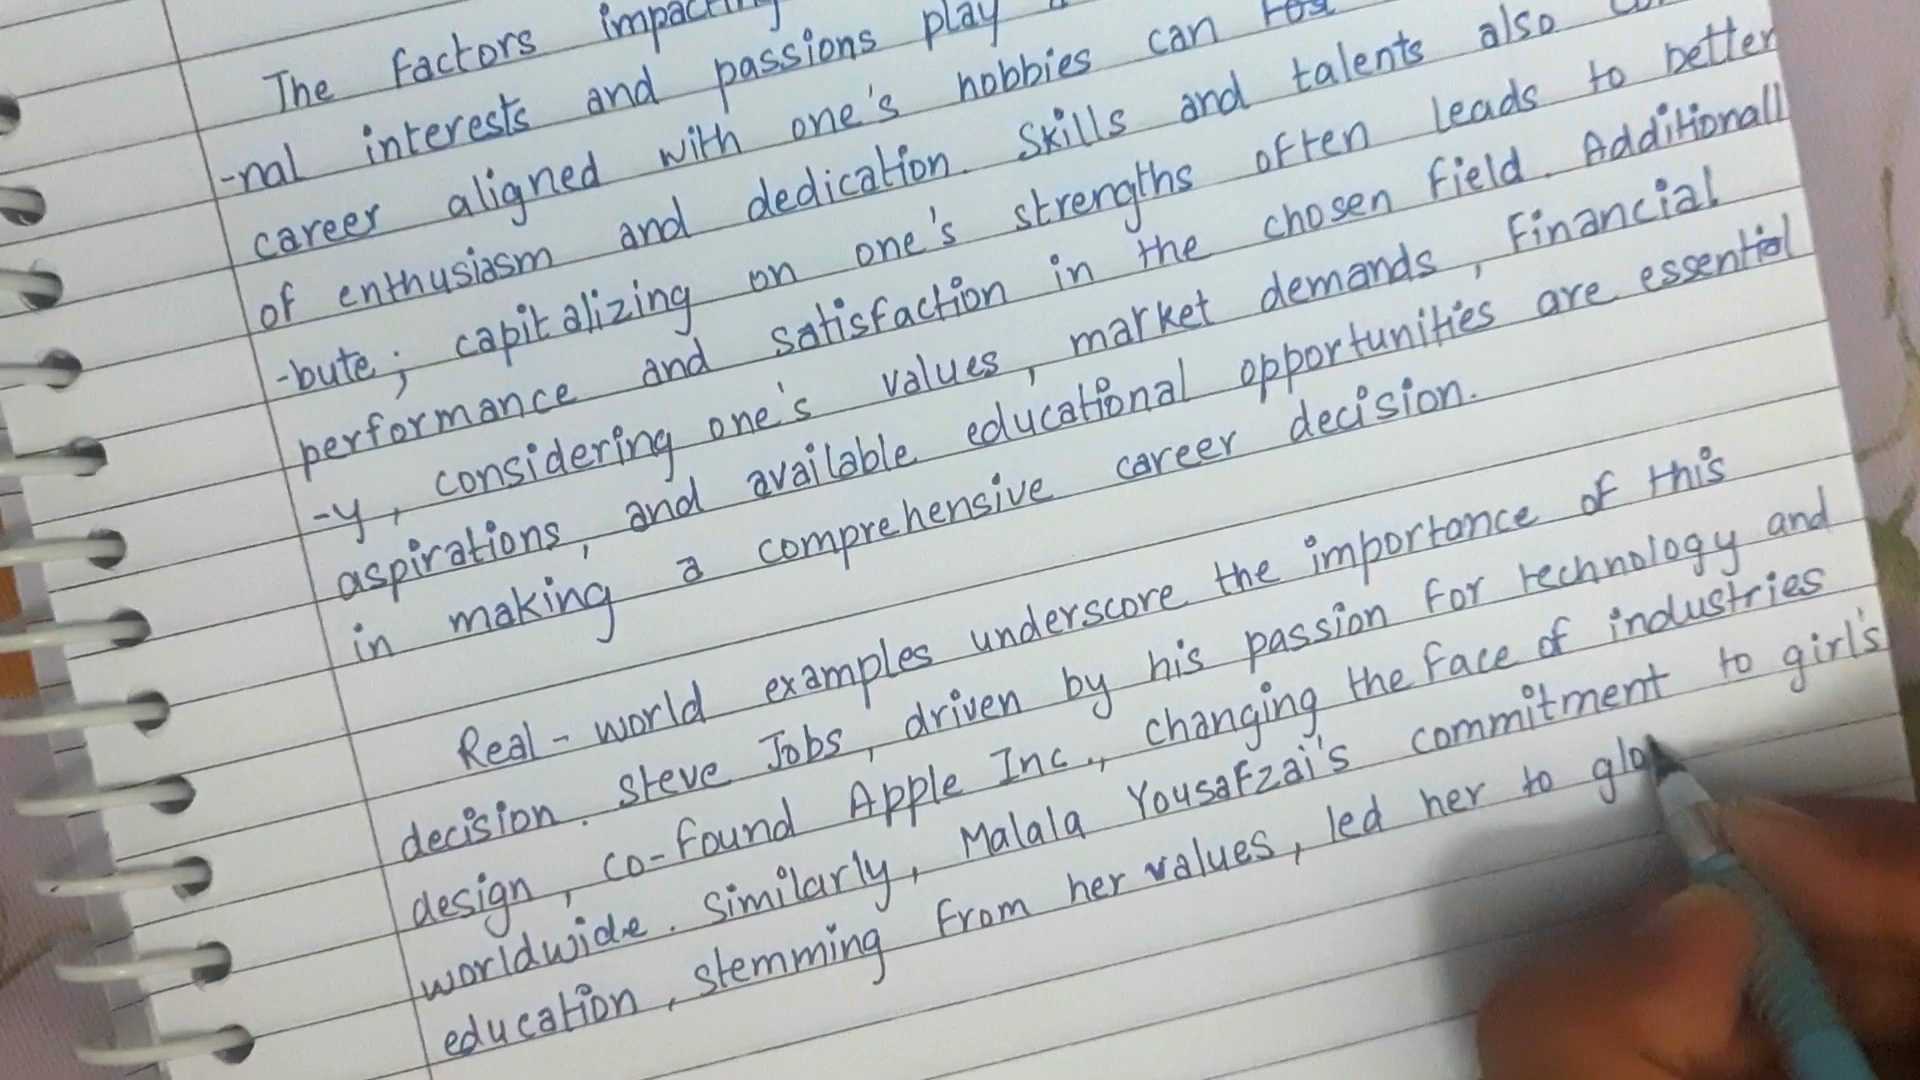 The factors
-nal interests and passions play
career aligned with one's hobbies can
of enthusiasm and dedication. Skills and talents also
-bute; capitalizing on one's strengths often leads to better
performance and satisfaction in the chosen field. Additionall
-y, considering one's values, market demands, financial
aspirations, and available educational opportunities are essential
in making a comprehensive career decision.
Real-world examples underscore the importance of this
decision. Steve Jobs, driven by his passion for technology and
design, co-found Apple Inc., changing the face of industries
worldwide. Similarly, Malala Yousafzai's commitment to girl's
education, stemming from her values, led her to